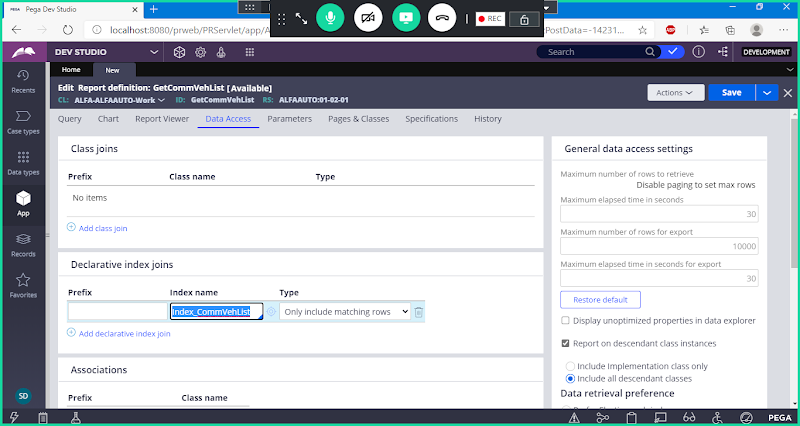 Pega Dev Studio
localhost:8080/prweb/PRServlet/app/A
PostData=-14231
REC
DEV STUDIO
Search
DEVELOPMENT
Home
New
Edit Report definition: GetCommVehList [Available]
CL: ALFA-ALFAAUTO-Work ID: GetCommVehList RS: ALFAAUTO:01-02-01
Actions
Save
Recents
Case types
Data types
App
Records
Favorites
SD
Query Chart Report Viewer Data Access Parameters Pages & Classes Specifications History
Class joins
Prefix Class name Type
No items
Add class join
Declarative index joins
Prefix Index name Type
Index_CommVehList Only include matching rows
Add declarative index join
Associations
Prefix Class name
General data access settings
Maximum number of rows to retrieve
Disable paging to set max rows
Maximum elapsed time in seconds
30
Maximum number of rows for export
10000
Maximum elapsed time in seconds for export
30
Restore default
Display unoptimized properties in data explorer
Report on descendant class instances
Include Implementation class only
Include all descendant classes
Data retrieval preference
PEGA